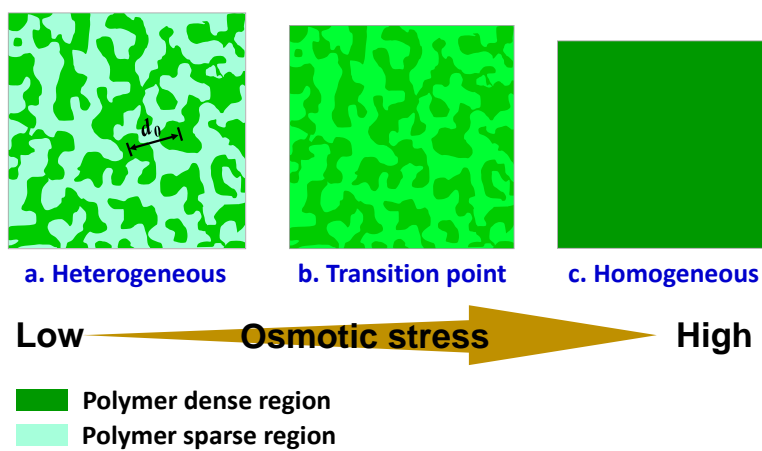 d₀
a. Heterogeneous
b. Transition point
c. Homogeneous
Low
Osmotic stress
High
Polymer dense region
Polymer sparse region